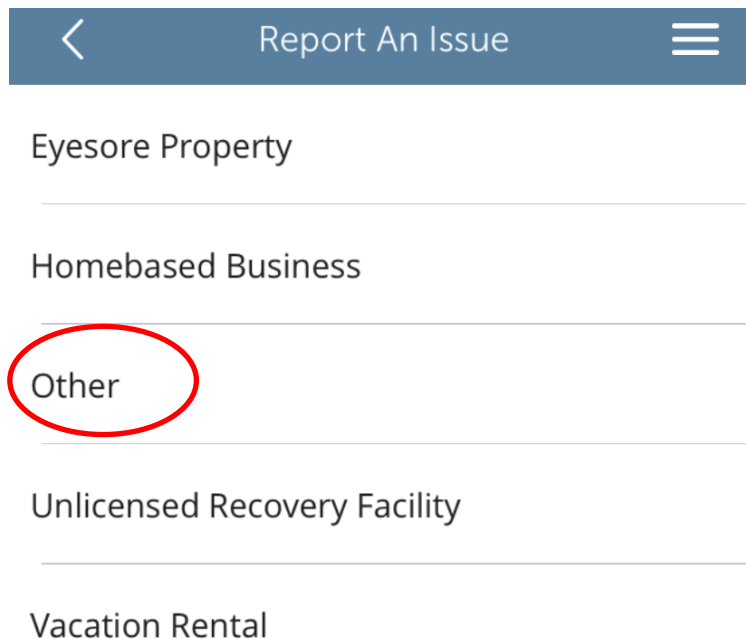 Report An Issue
Eyesore Property
Homebased Business
Other
Unlicensed Recovery Facility
Vacation Rental